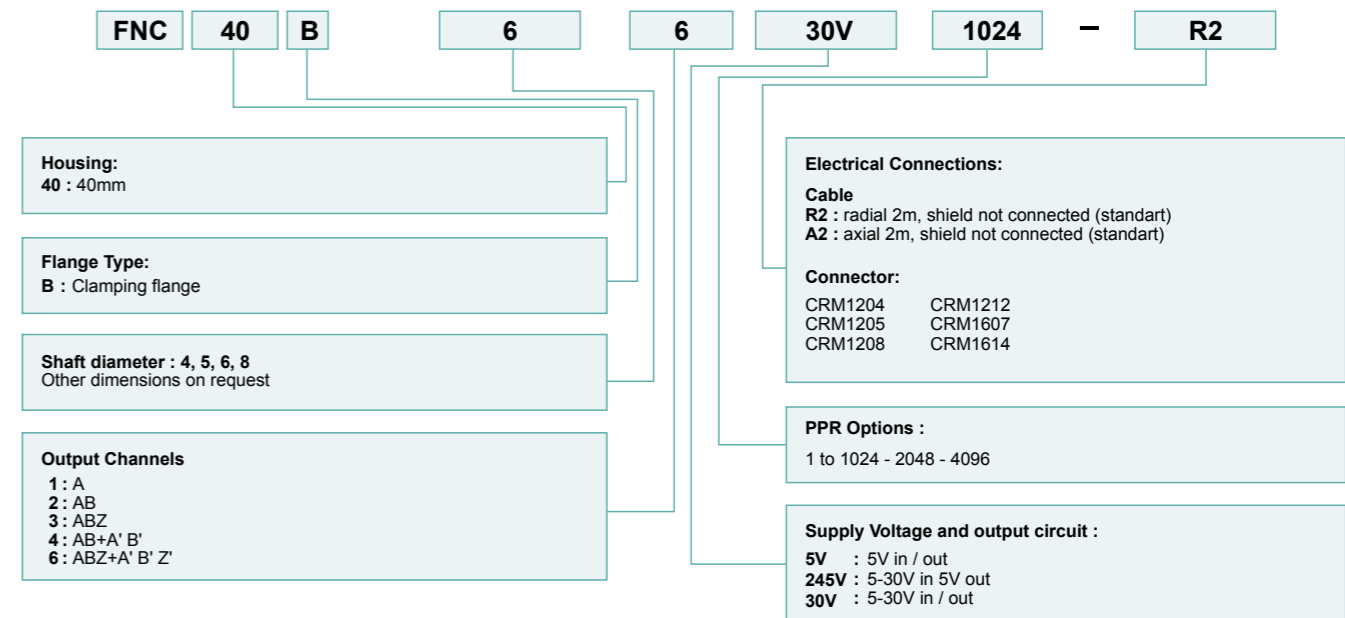 FNC 40 B 6 6 30V 1024 – R2
Housing:
40 : 40mm
Flange Type:
B : Clamping flange
Shaft diameter : 4, 5, 6, 8
Other dimensions on request
Output Channels
1 : A
2 : AB
3 : ABZ
4 : AB+A' B'
6 : ABZ+A' B' Z'
Electrical Connections:
Cable
R2 : radial 2m, shield not connected (standart)
A2 : axial 2m, shield not connected (standart)
Connector:
CRM1204 CRM1212
CRM1205 CRM1607
CRM1208 CRM1614
PPR Options :
1 to 1024 - 2048 - 4096
Supply Voltage and output circuit :
5V : 5V in / out
245V : 5-30V in 5V out
30V : 5-30V in / out